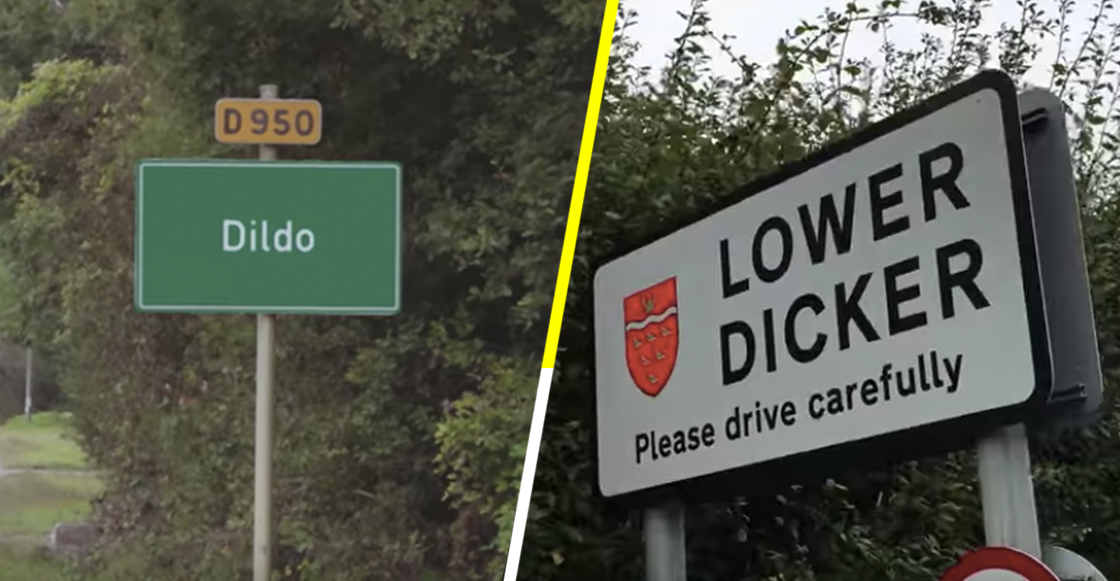 D950
Dildo
LOWER
DICKER
Please drive carefully